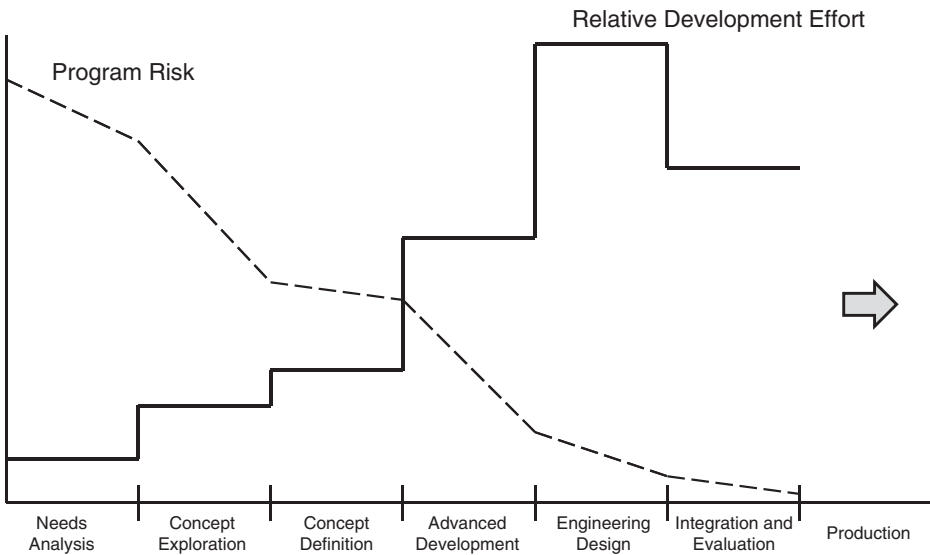 Relative Development Effort
Program Risk
Needs
Analysis
Concept
Exploration
Concept
Definition
Advanced
Development
Engineering
Design
Integration and
Evaluation
Production